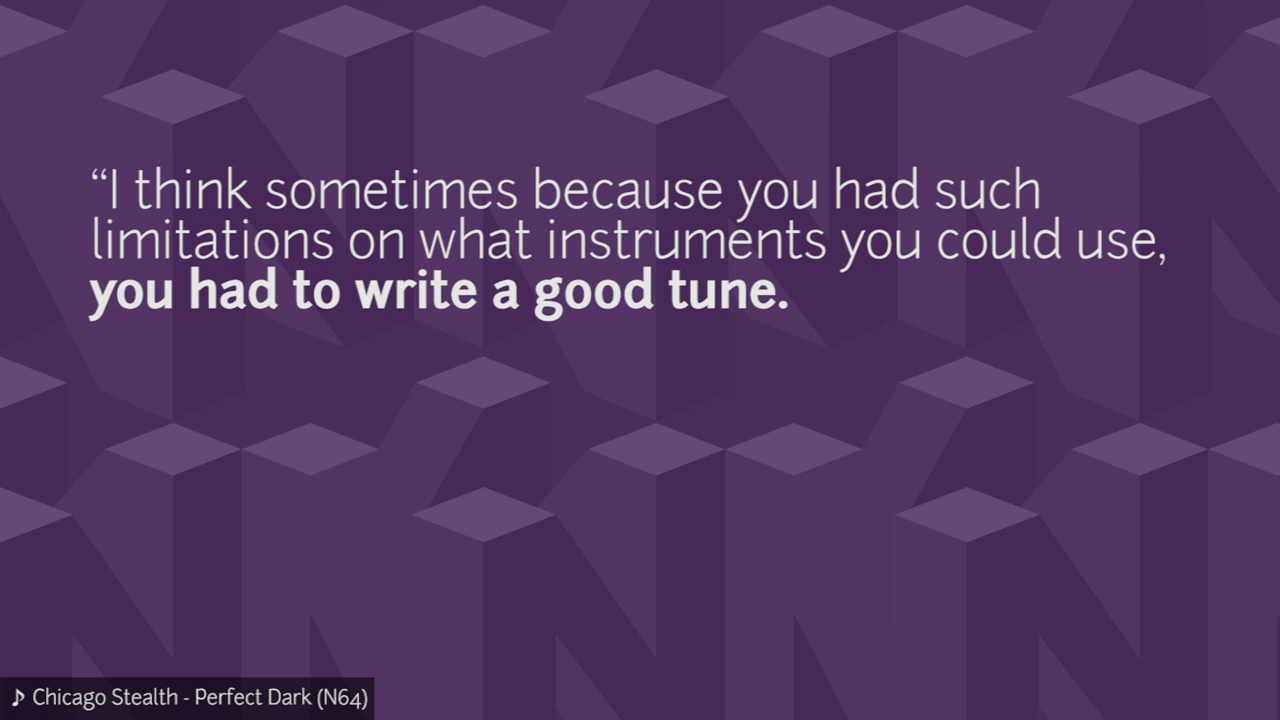 “I think sometimes because you had such
limitations on what instruments you could use,
you had to write a good tune.
♪ Chicago Stealth - Perfect Dark (N64)